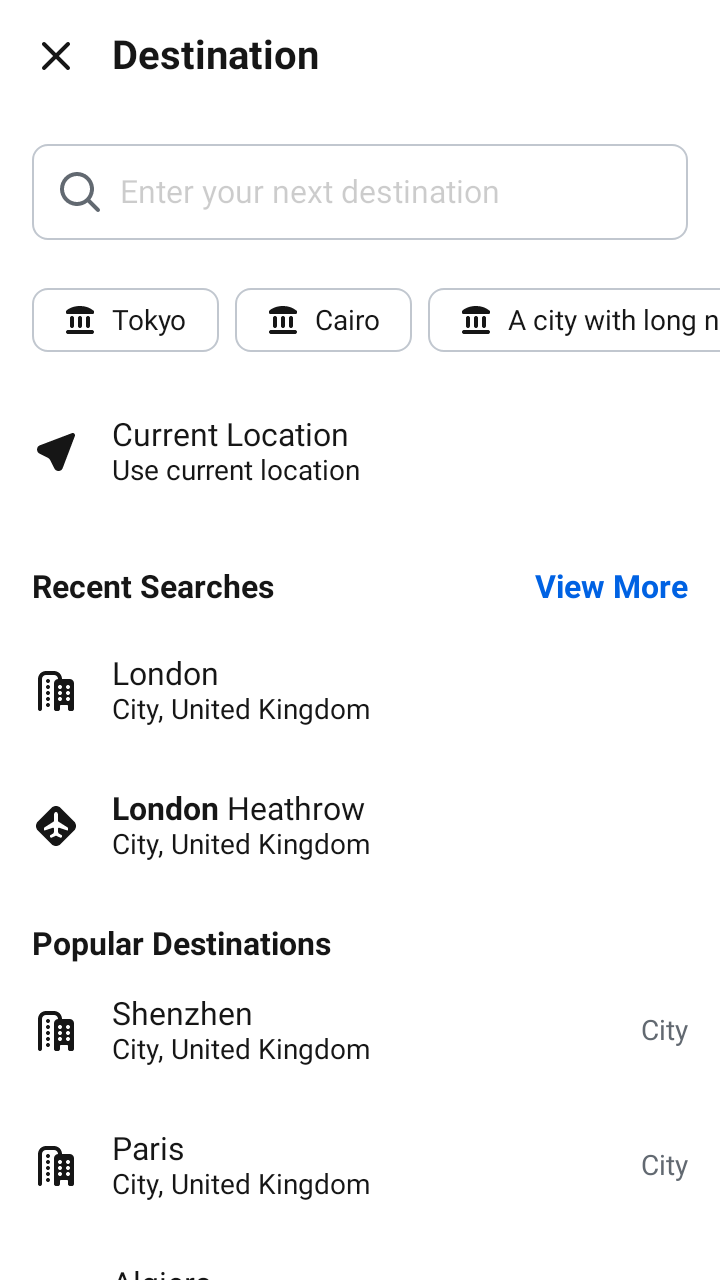 Destination
Enter your next destination
Tokyo
Cairo
A city with long n
Current Location
Use current location
Recent Searches
View More
London
City, United Kingdom
London Heathrow
City, United Kingdom
Popular Destinations
Shenzhen
City, United Kingdom
City
Paris
City, United Kingdom
City
Algiers